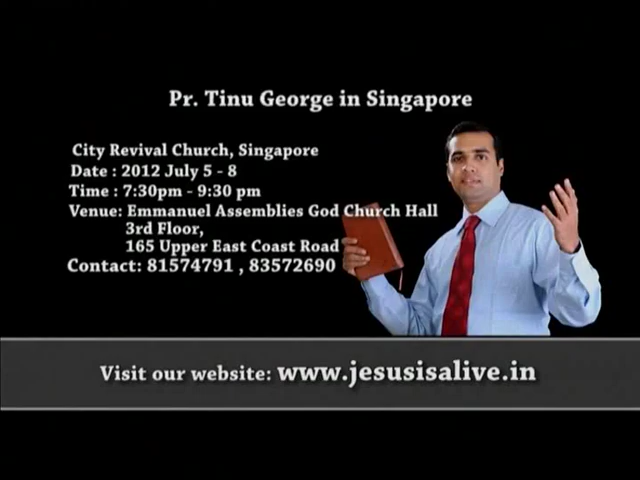 Pr. Tinu George in Singapore
City Revival Church, Singapore
Date : 2012 July 5 - 8
Time : 7:30pm - 9:30 pm
Venue: Emmanuel Assemblies God Church Hall
3rd Floor,
165 Upper East Coast Road
Contact: 81574791 , 83572690
Visit our website: www.jesusisalive.in